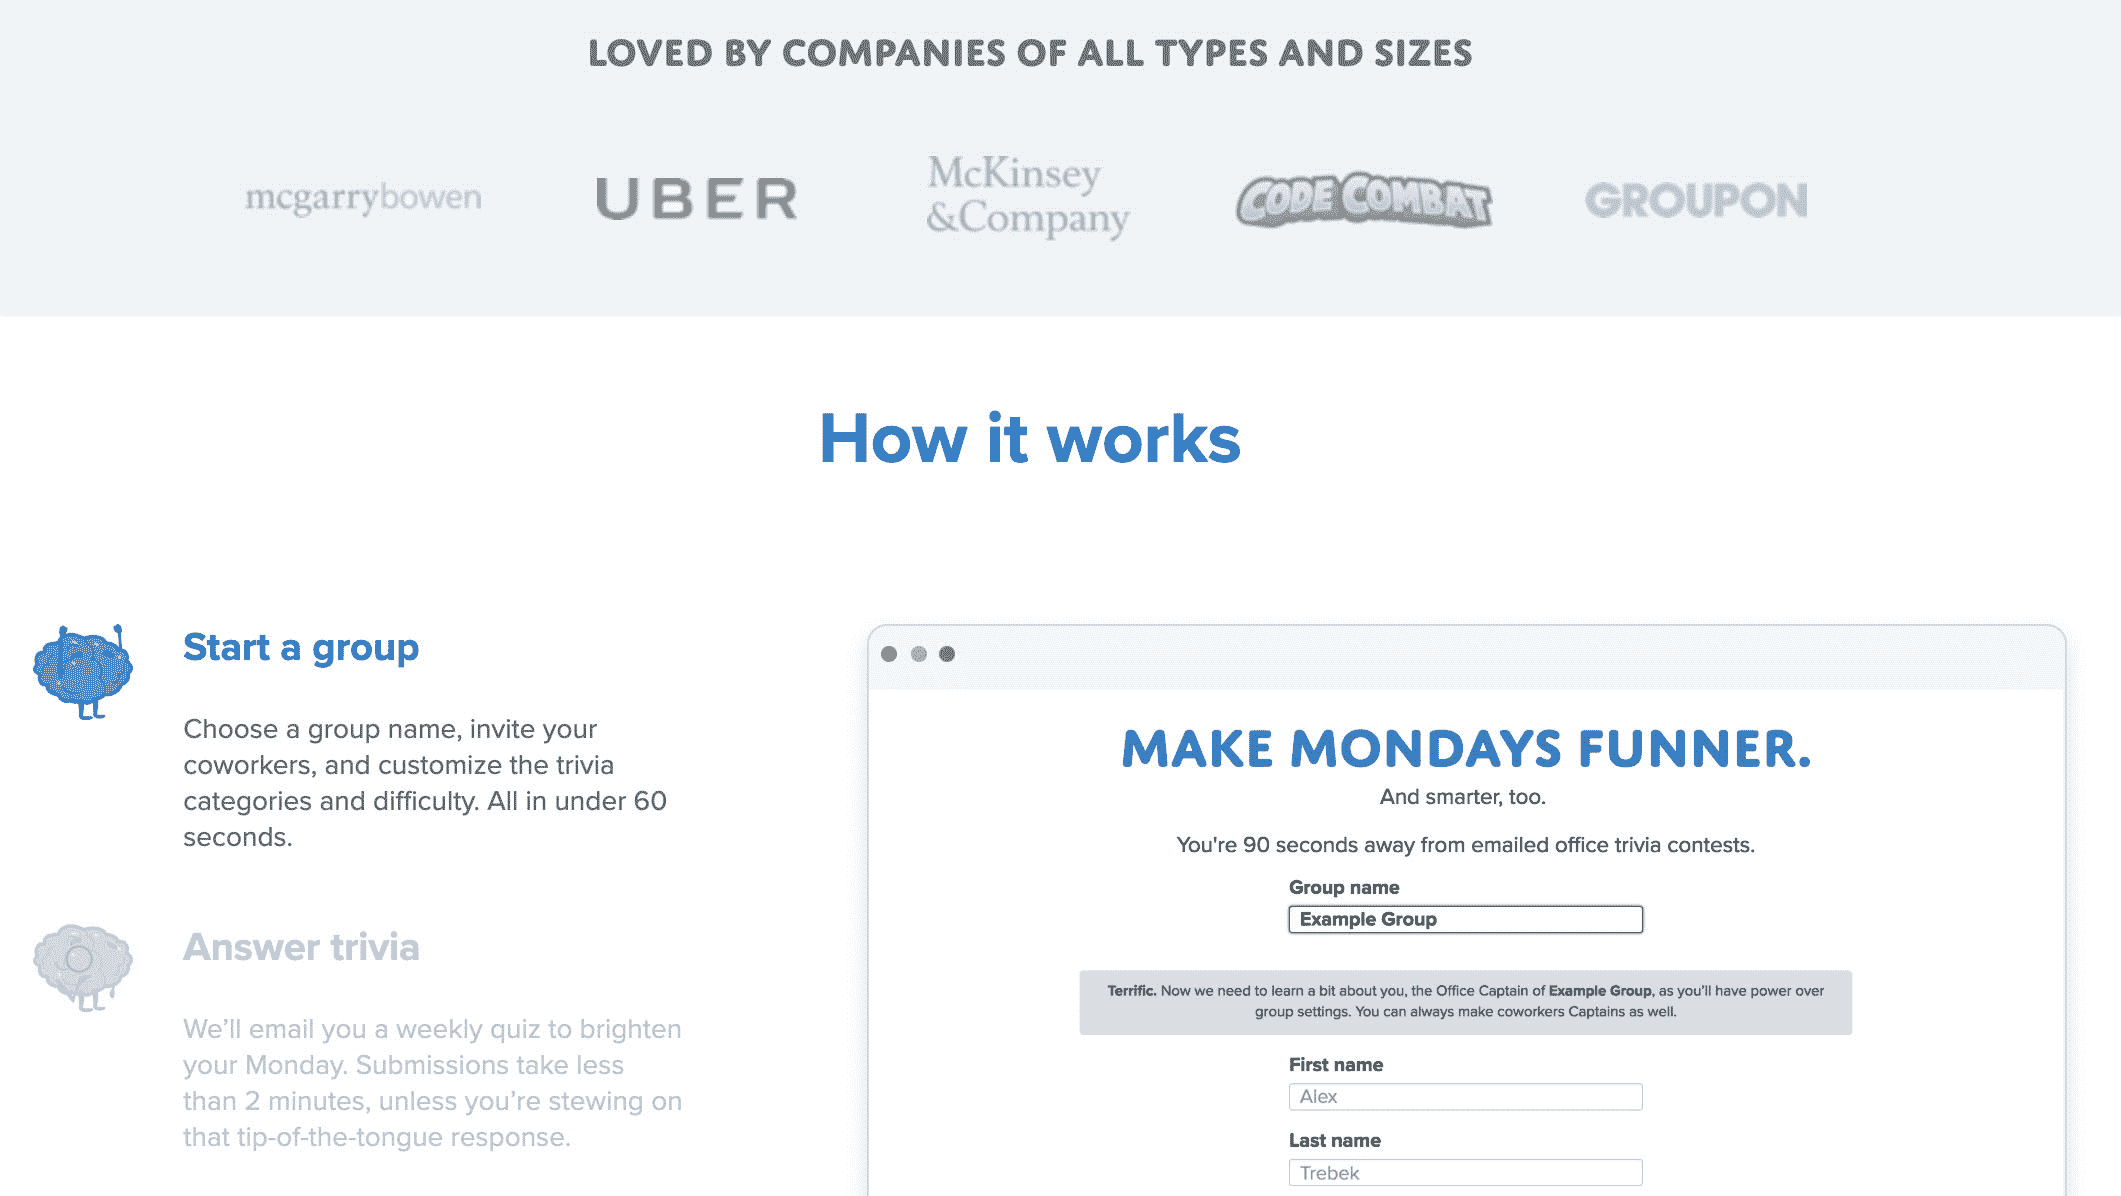 LOVED BY COMPANIES OF ALL TYPES AND SIZES
mcgarrybowen
UBER
McKinsey
&Company
CODE COMBAT
GROUPON
How it works
Start a group
Choose a group name, invite your
coworkers, and customize the trivia
categories and difficulty. All in under 60
seconds.
Answer trivia
We’ll email you a weekly quiz to brighten
your Monday. Submissions take less
than 2 minutes, unless you’re stewing on
that tip-of-the-tongue response.
MAKE MONDAYS FUNNER.
And smarter, too.
You're 90 seconds away from emailed office trivia contests.
Group name
Example Group
Terrific. Now we need to learn a bit about you, the Office Captain of Example Group, as you’ll have power over
group settings. You can always make coworkers Captains as well.
First name
Alex
Last name
Trebek